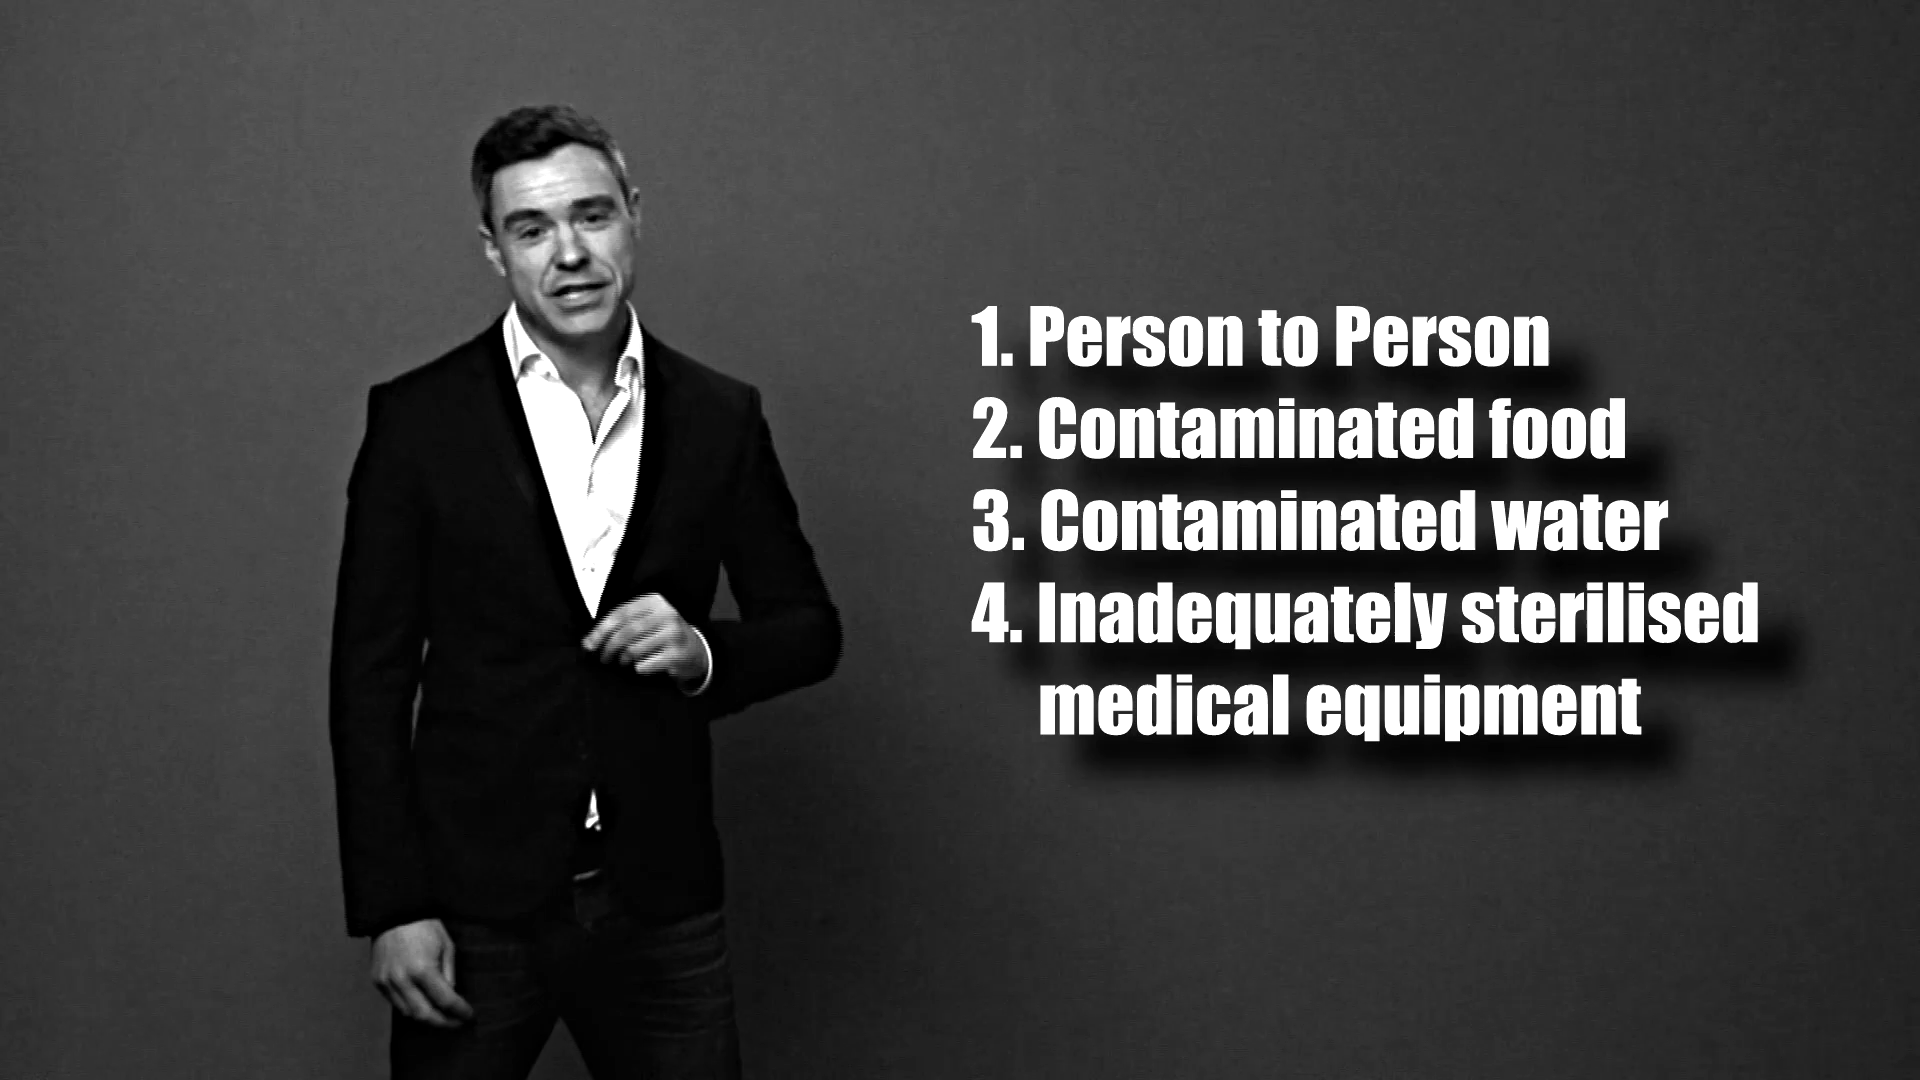 1. Person to Person
2. Contaminated food
3. Contaminated water
4. Inadequately sterilised
medical equipment